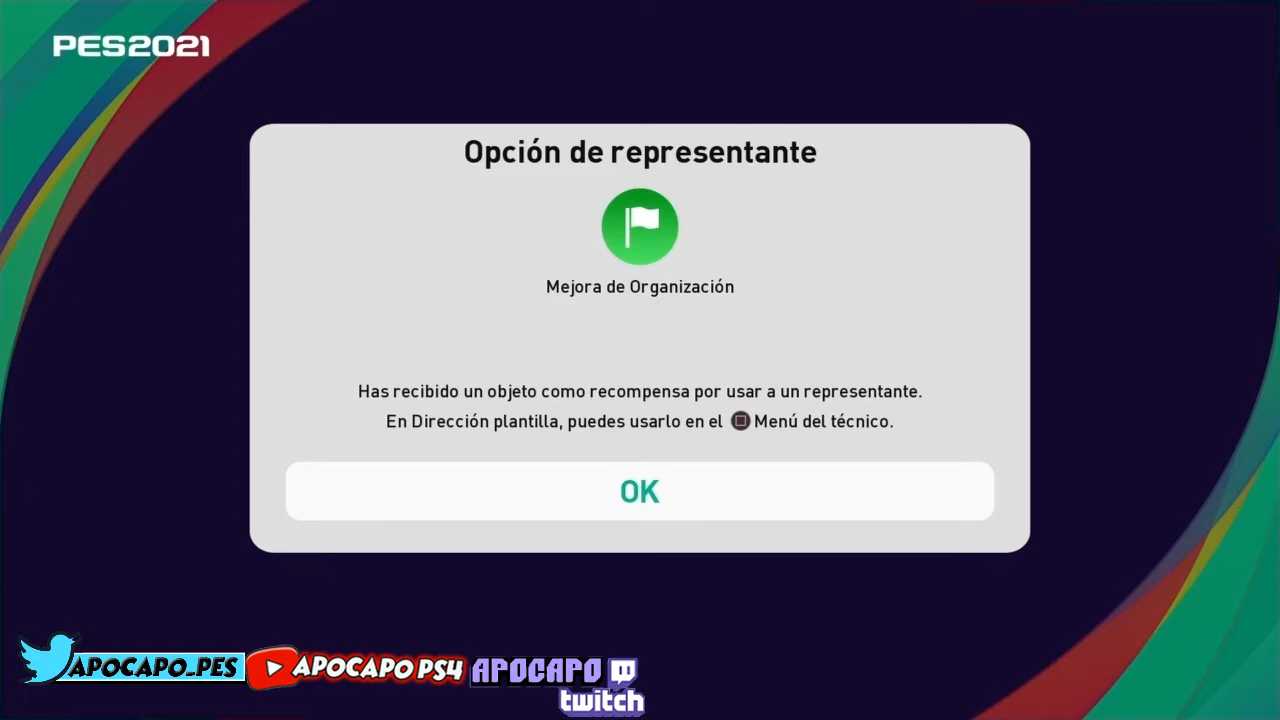 PES2021
Opción de representante
Mejora de Organización
Has recibido un objeto como recompensa por usar a un representante.
En Dirección plantilla, puedes usarlo en el Menú del técnico.
OK
APOCAPO_PES
APOCAPO PS4
APOCAPO
twitch